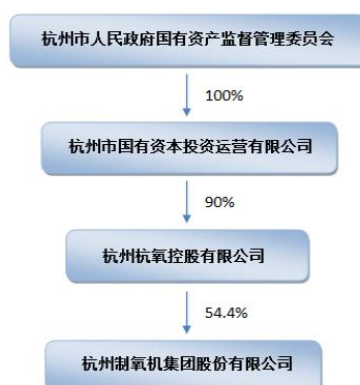 杭州市人民政府国有资产监督管理委员会
100%
杭州市国有资本投资运营有限公司
90%
杭州杭氧控股有限公司
54.4%
杭州制氧机集团股份有限公司